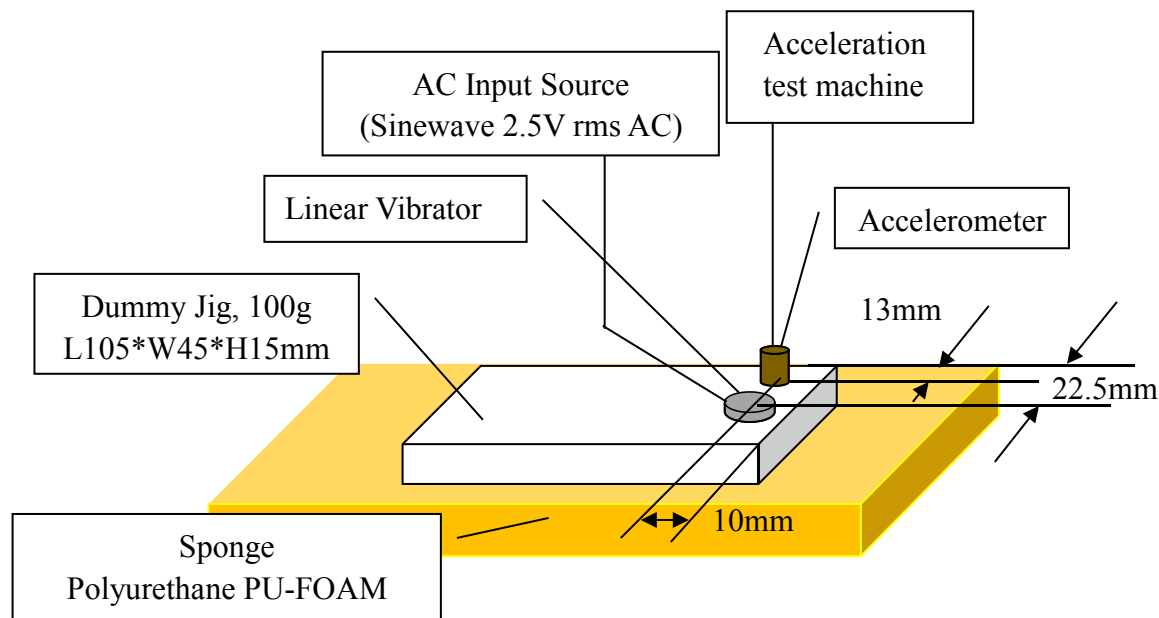 Acceleration
test machine
AC Input Source
(Sinewave 2.5V rms AC)
Linear Vibrator
Accelerometer
Dummy Jig, 100g
L105*W45*H15mm
13mm
22.5mm
10mm
Sponge
Polyurethane PU-FOAM